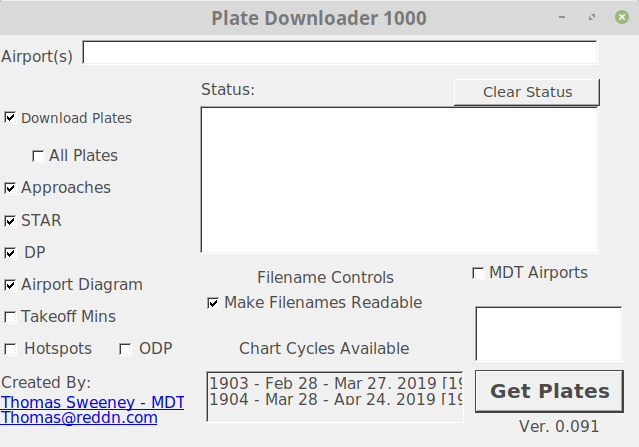 Plate Downloader 1000
Airport(s)
Status:
Clear Status
Download Plates
All Plates
Approaches
STAR
DP
Airport Diagram
Takeoff Mins
Hotspots
ODP
Filename Controls
Make Filenames Readable
MDT Airports
Chart Cycles Available
1903 - Feb 28 - Mar 27, 2019 [19
1904 - Mar 28 - Apr 24, 2019 [19
Get Plates
Created By:
Thomas Sweeney - MDT
Thomas@reddn.com
Ver. 0.091